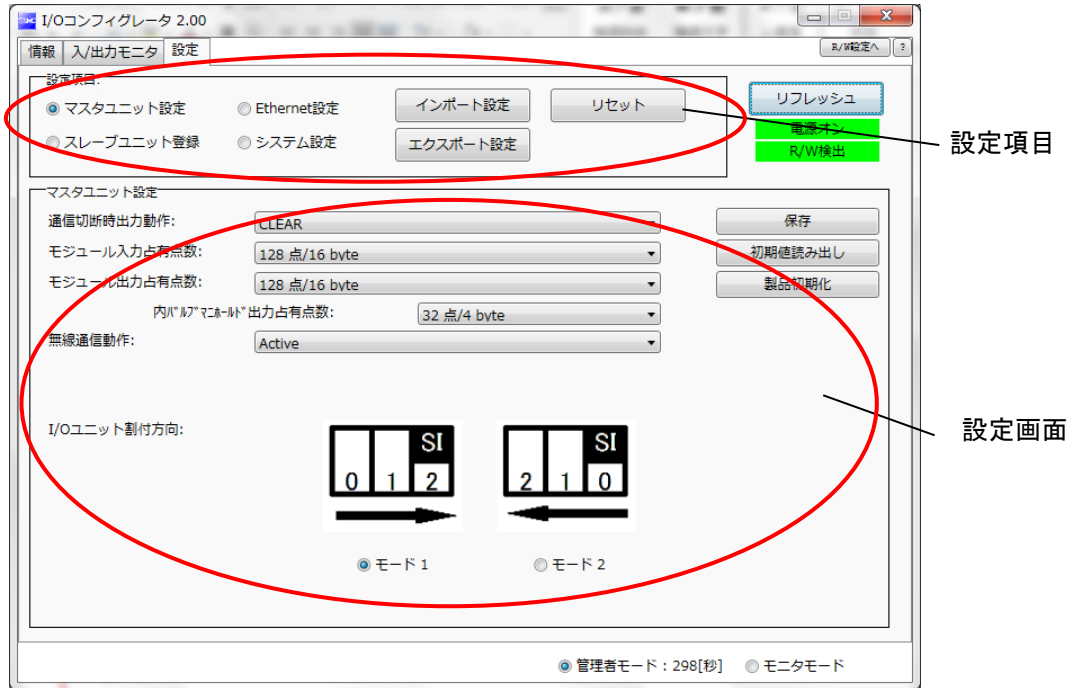 I/Oコンフィグレータ 2.00
情報 入/出力モニタ 設定 R/W設定へ ?
設定項目:
マスタユニット設定 Ethernet設定 インポート設定 リセット リフレッシュ
スレーブユニット登録 システム設定 エクスポート設定
電源オン
R/W検出
設定項目
マスタユニット設定
通信切断時出力動作: CLEAR 保存
モジュール入力占有点数: 128 点/16 byte 初期値読み出し
モジュール出力占有点数: 128 点/16 byte 製品初期化
内ﾊﾞﾙﾌﾞﾏﾆﾎｰﾙﾄﾞ出力占有点数: 32 点/4 byte
無線通信動作: Active
設定画面
I/Oユニット割付方向:
SI SI
0 1 2 2 1 0
モード 1 モード 2
管理者モード : 298[秒] モニタモード